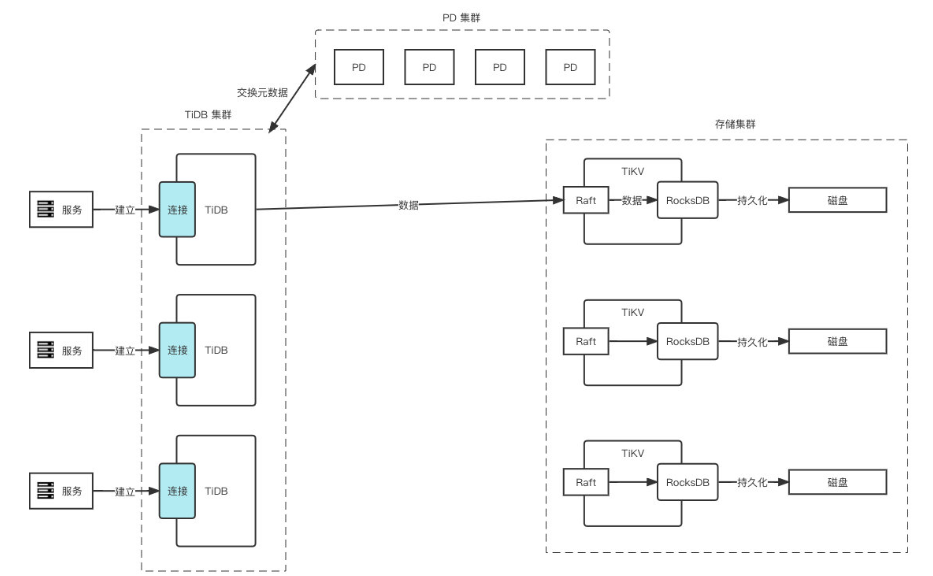 PD 集群
PD PD PD PD
交换元数据
TiDB 集群
存储集群
服务 建立 连接 TiDB 数据 TiKV Raft 数据 RocksDB 持久化 磁盘
服务 建立 连接 TiDB TiKV Raft RocksDB 持久化 磁盘
服务 建立 连接 TiDB TiKV Raft RocksDB 持久化 磁盘